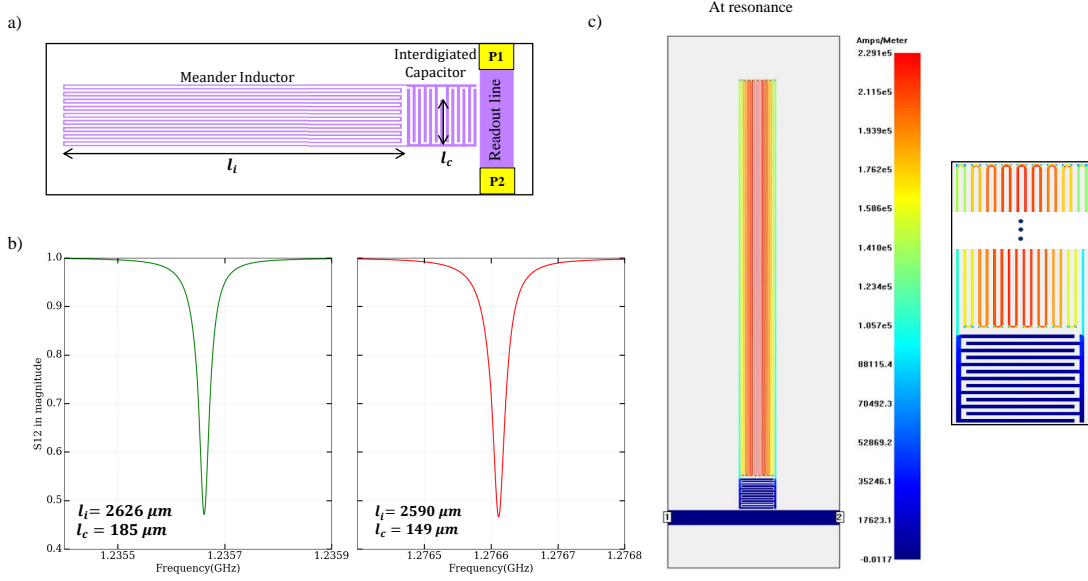 a)
Meander Inductor
Interdigiated
Capacitor
P1
Readout line
P2
l_i
l_c
b)
S12 in magnitude
1.0
0.9
0.8
0.7
0.6
0.5
0.4
l_i= 2626 μm
l_c = 185 μm
1.2355
1.2357
1.2359
Frequency(GHz)
l_i= 2590 μm
l_c = 149 μm
1.2765
1.2766
1.2767
1.2768
Frequency(GHz)
c)
At resonance
Amps/Meter
2.291e5
2.115e5
1.939e5
1.762e5
1.586e5
1.410e5
1.234e5
1.057e5
88115.4
70492.3
52869.2
35246.1
17623.1
-0.0117
1
2